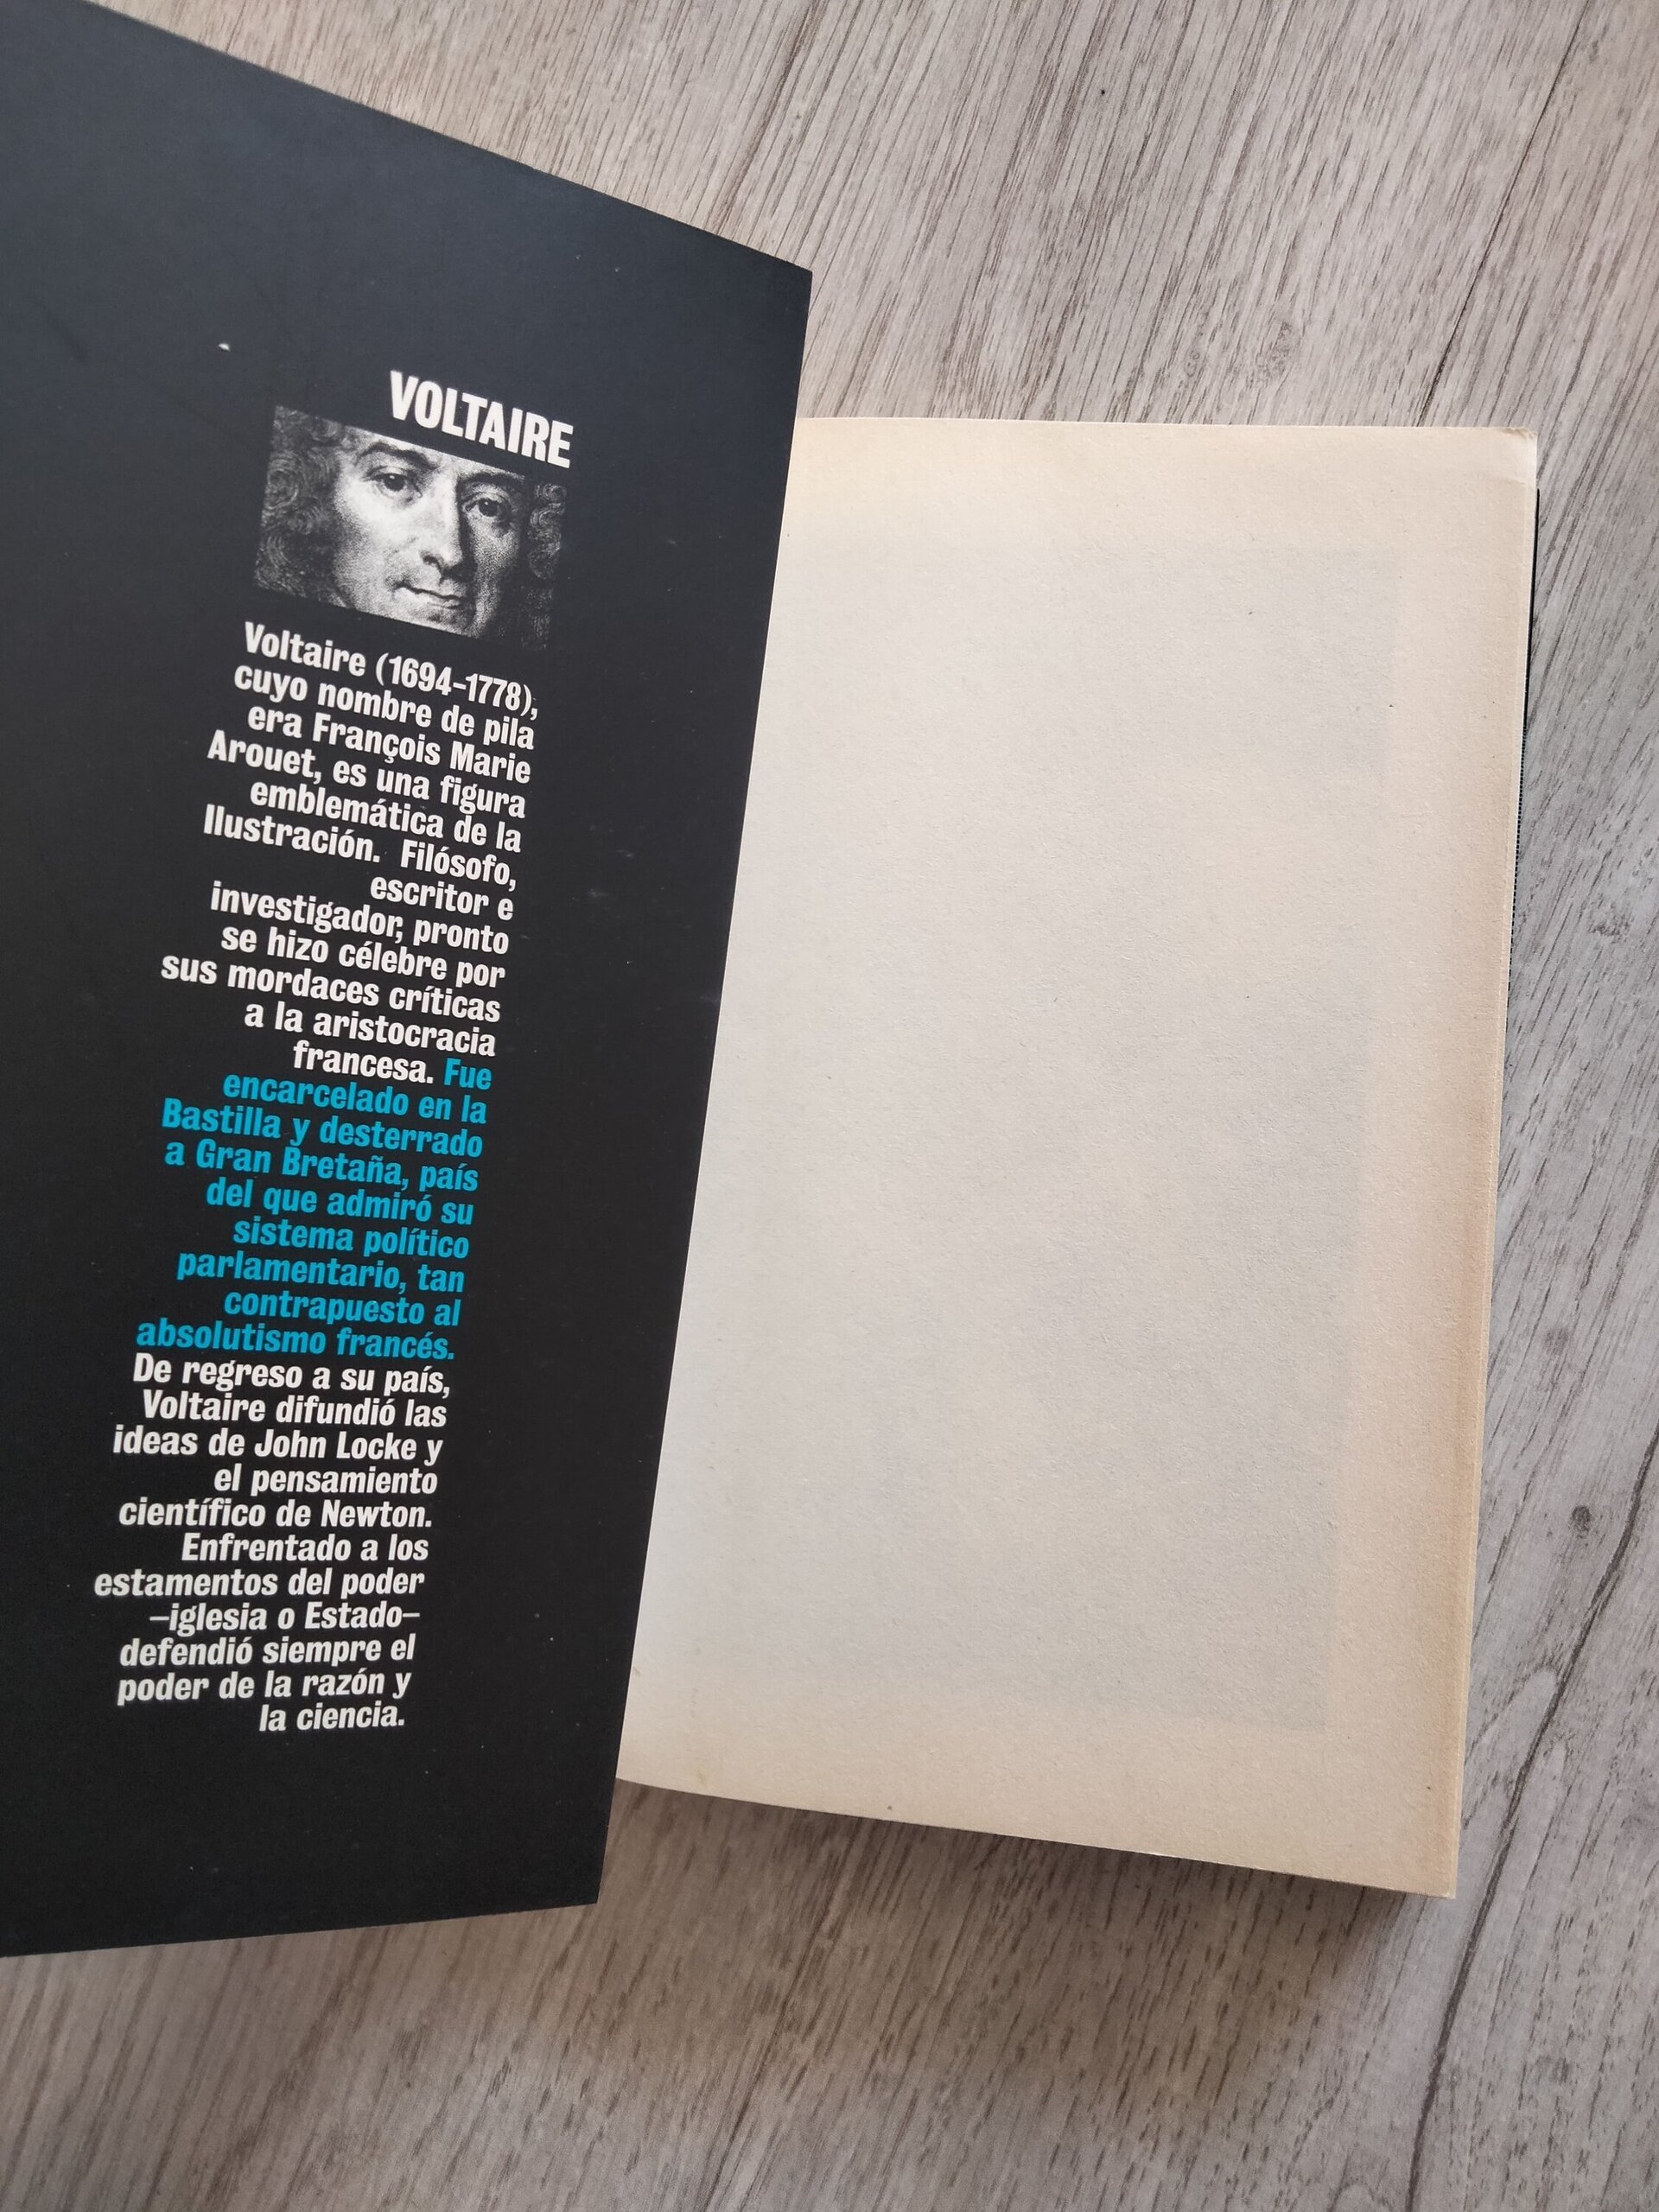 VOLTAIRE
Voltaire (1694-1778),
cuyo nombre de pila
era François Marie
Arouet, es una figura
emblemática de la
Ilustración. Filósofo,
escritor e
investigador, pronto
se hizo célebre por
sus mordaces críticas
a la aristocracia
francesa. Fue
encarcelado en la
Bastilla y desterrado
a Gran Bretaña, país
del que admiró su
sistema político
parlamentario, tan
contrapuesto al
absolutismo francés.
De regreso a su país,
Voltaire difundió las
ideas de John Locke y
el pensamiento
científico de Newton.
Enfrentado a los
estamentos del poder
–iglesia o Estado–
defendió siempre el
poder de la razón y
la ciencia.